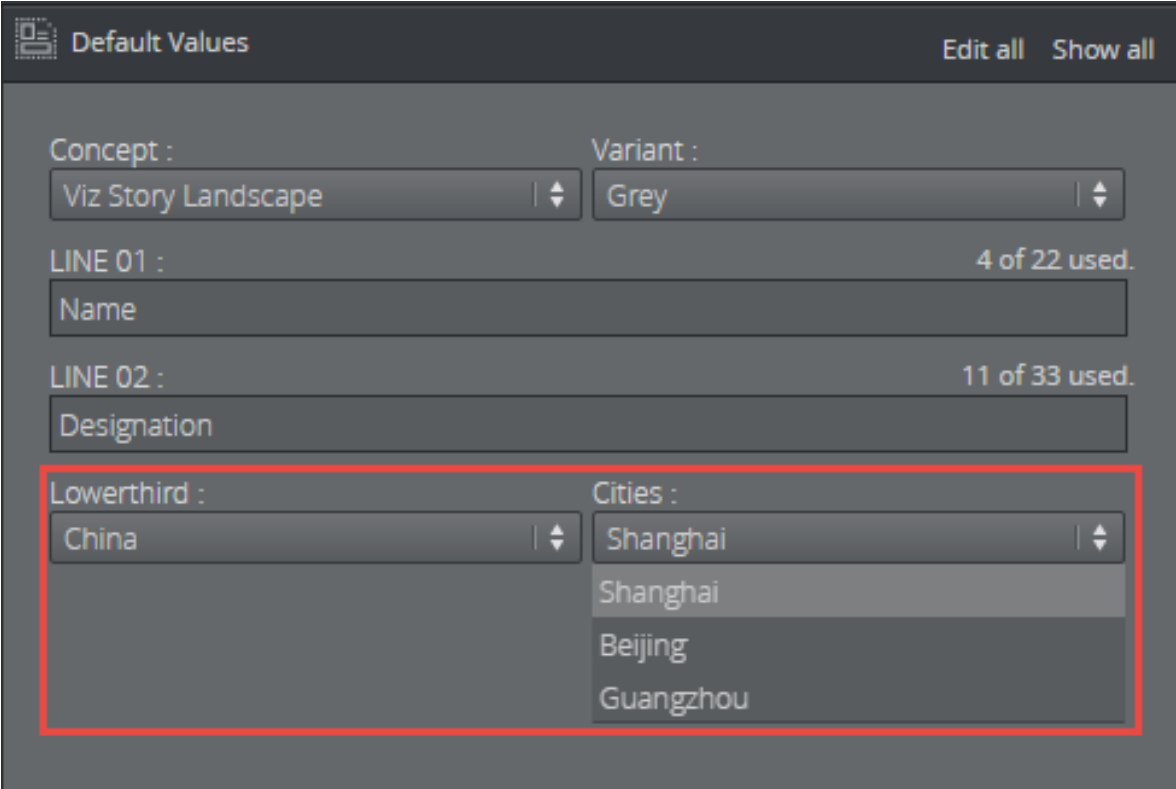 Default Values
Edit all Show all
Concept : Variant :
Viz Story Landscape Grey
LINE 01 : 4 of 22 used.
Name
LINE 02 : 11 of 33 used.
Designation
Lowerthird : Cities :
China Shanghai
Shanghai
Beijing
Guangzhou